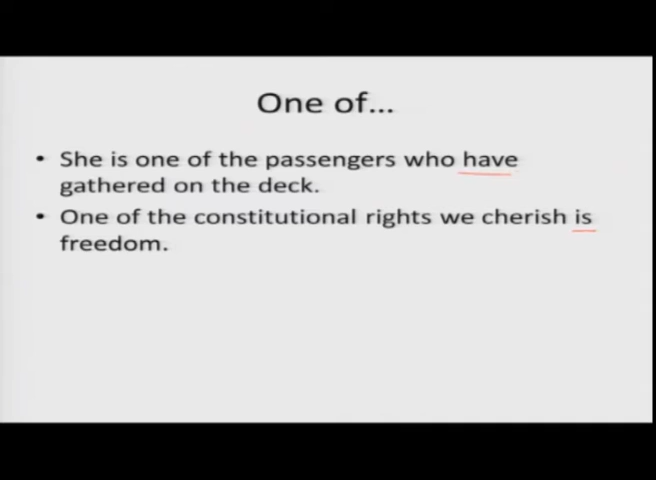 One of...
• She is one of the passengers who have
gathered on the deck.
• One of the constitutional rights we cherish is
freedom.